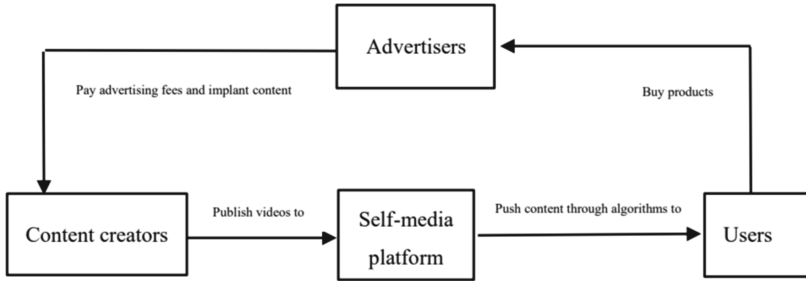 Advertisers
Pay advertising fees and implant content
Buy products
Content creators
Publish videos to
Self-media
platform
Push content through algorithms to
Users